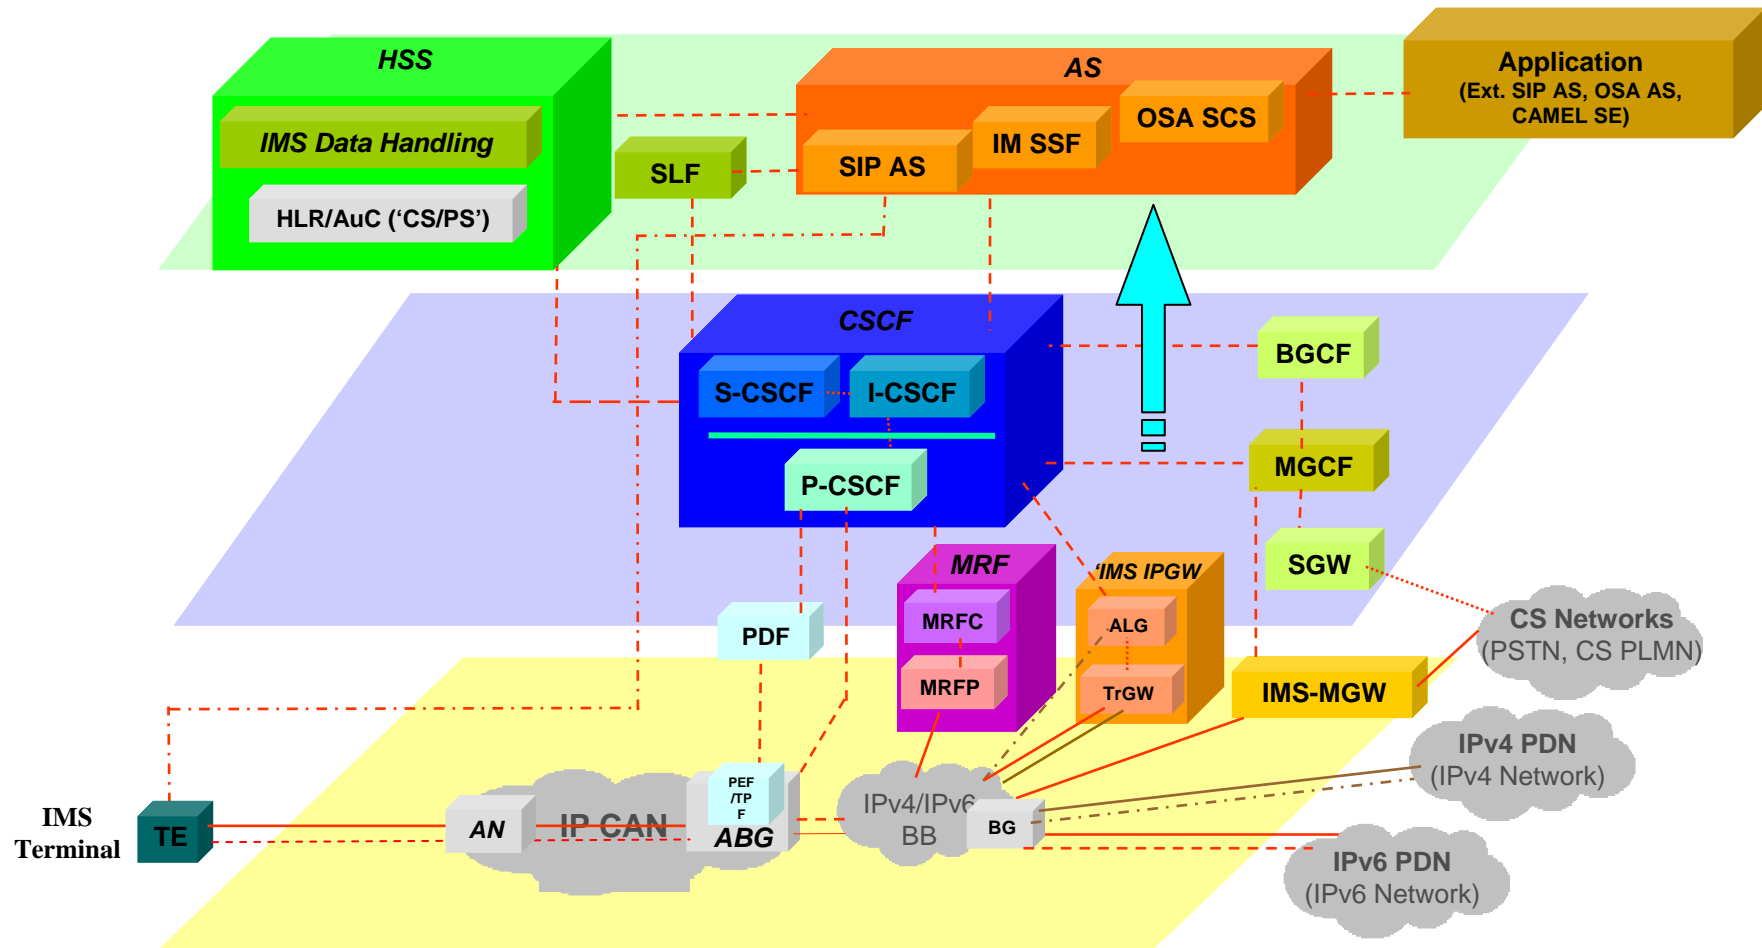 HSS
AS
Application
(Ext. SIP AS, OSA AS,
CAMEL SE)
IMS Data Handling
SLF
SIP AS
IM SSF
OSA SCS
HLR/AuC (‘CS/PS’)
CSCF
S-CSCF
I-CSCF
P-CSCF
BGCF
MGCF
SGW
MRF
MRFC
MRFP
‘IMS IPGW
ALG
TrGW
PDF
IMS-MGW
CS Networks
(PSTN, CS PLMN)
IPv4 PDN
(IPv4 Network)
IPv6 PDN
(IPv6 Network)
IMS
Terminal
TE
AN
IP CAN
PEF
/TP
F
ABG
IPv4/IPv6
BB
BG